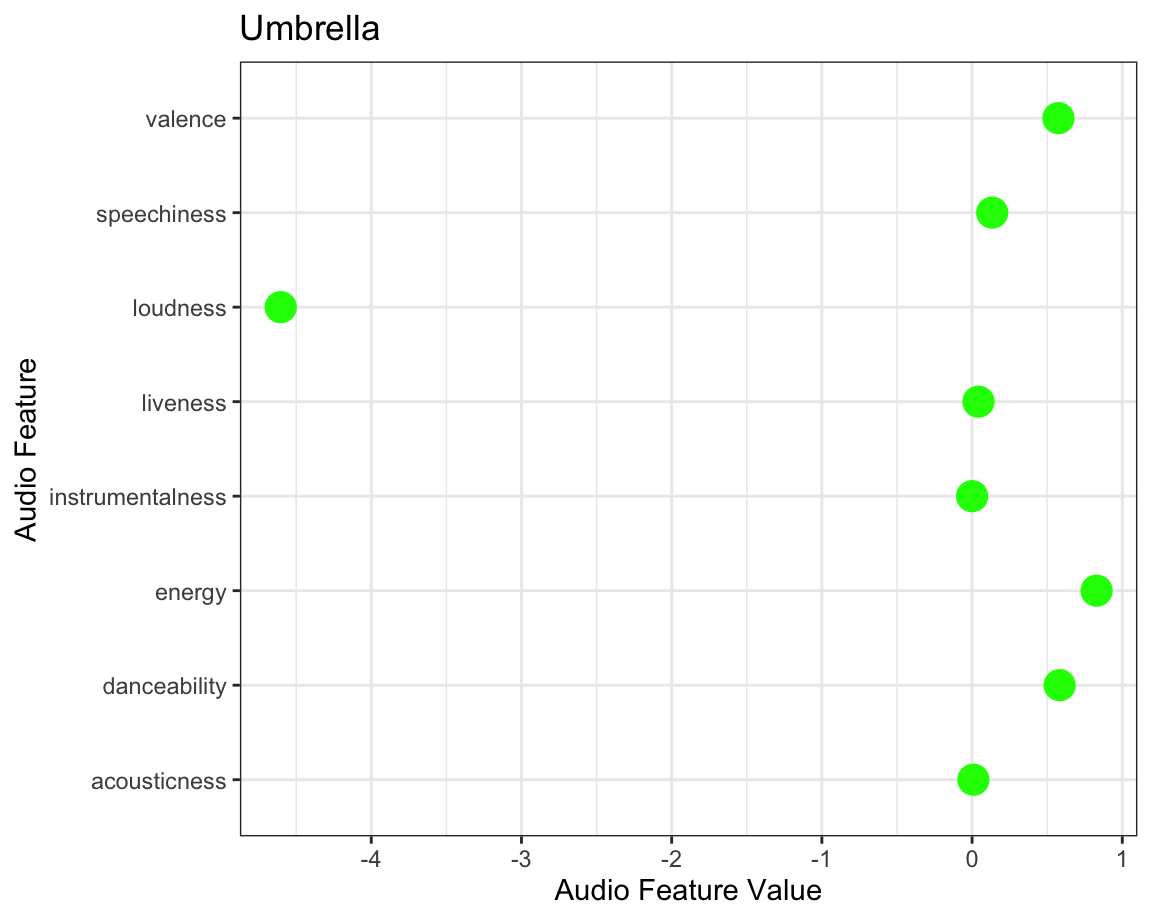 Umbrella
valence
speechiness
loudness
liveness
instrumentalness
energy
danceability
acousticness
Audio Feature
-4 -3 -2 -1 0 1
Audio Feature Value